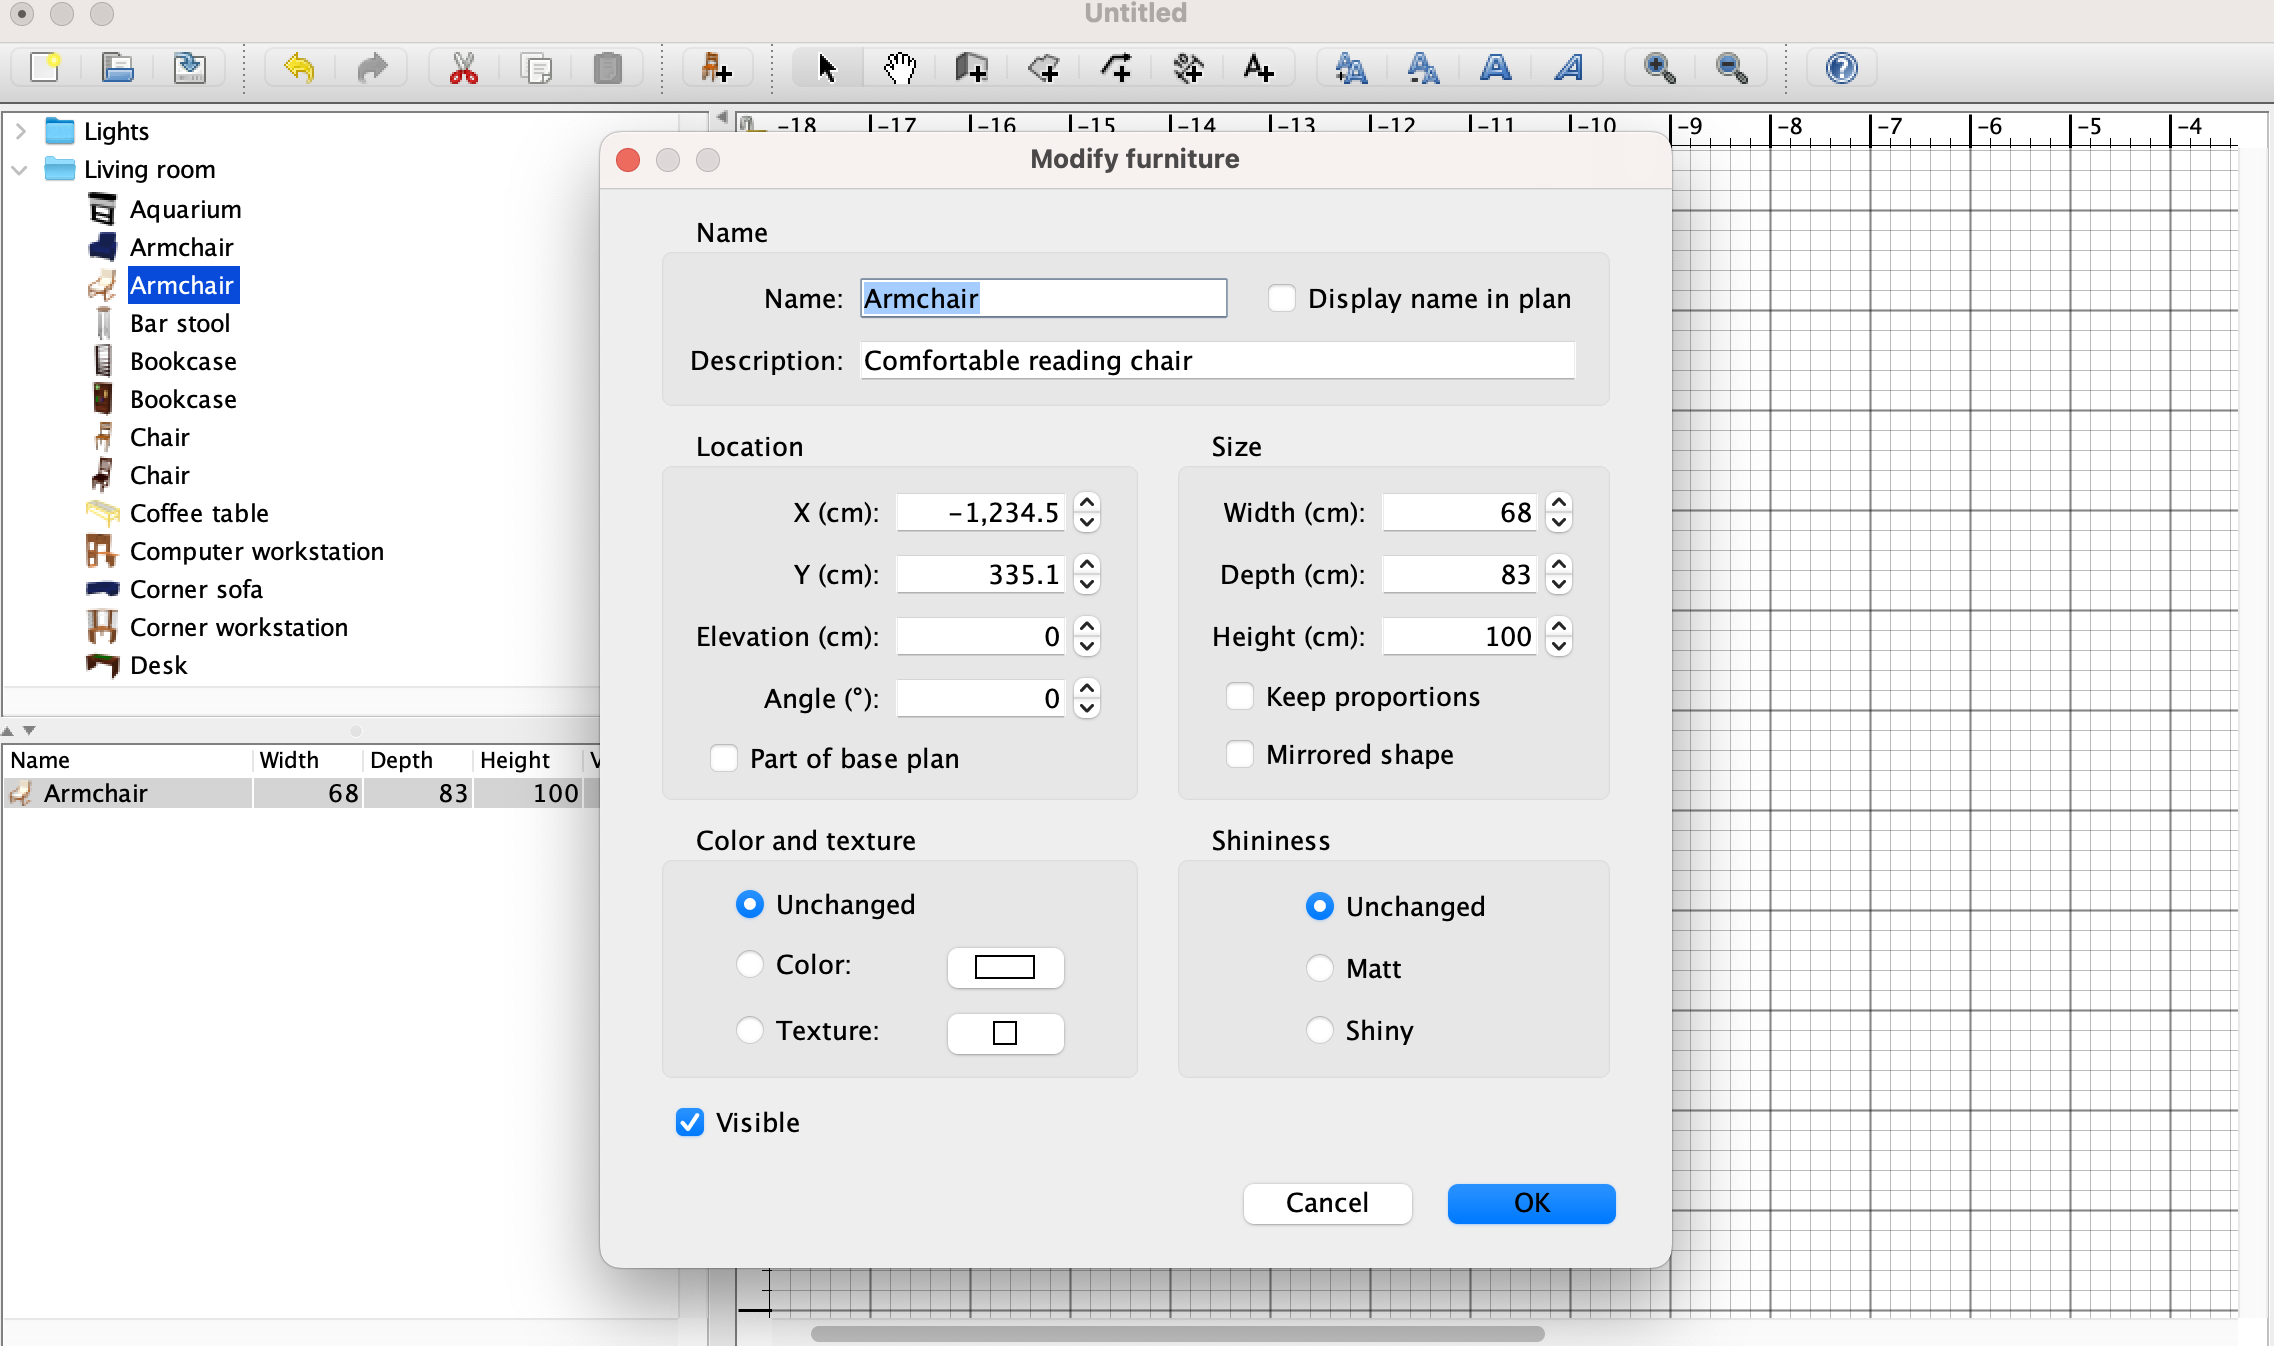 Untitled
Lights
Living room
Aquarium
Armchair
Armchair
Bar stool
Bookcase
Bookcase
Chair
Chair
Coffee table
Computer workstation
Corner sofa
Corner workstation
Desk
Name Width Depth Height V
Armchair 68 83 100
-18 -17 -16 -15 -14 -13 -12 -11 -10 -9 -8 -7 -6 -5 -4
Modify furniture
Name
Name: Armchair Display name in plan
Description: Comfortable reading chair
Location
X (cm): -1,234.5
Y (cm): 335.1
Elevation (cm): 0
Angle (°): 0
Part of base plan
Size
Width (cm): 68
Depth (cm): 83
Height (cm): 100
Keep proportions
Mirrored shape
Color and texture
Unchanged
Color:
Texture:
Shininess
Unchanged
Matt
Shiny
Visible
Cancel OK